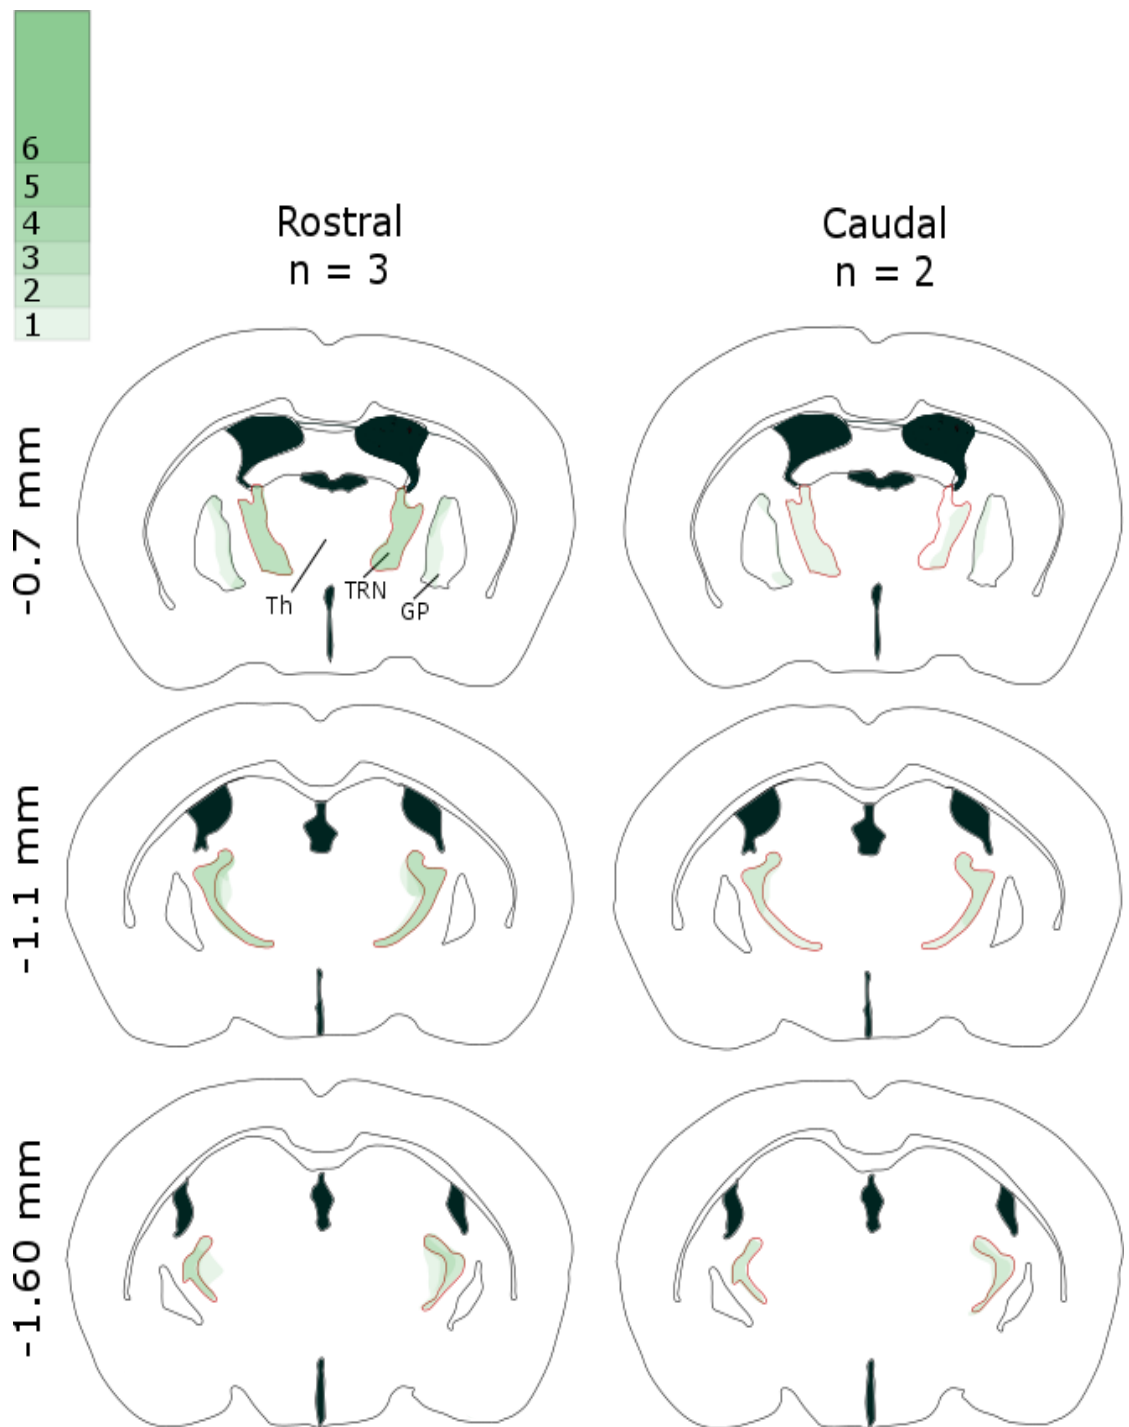 6
5
4
3
2
1
Rostral
n = 3
Caudal
n = 2
-0.7 mm
Th
TRN
GP
-1.1 mm
-1.60 mm